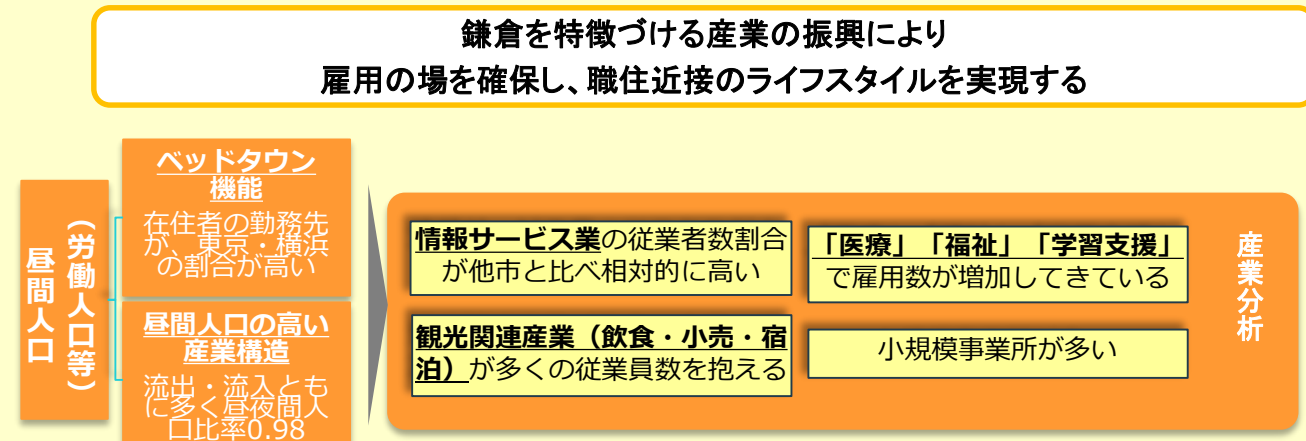 鎌倉を特徴づける産業の振興により
雇用の場を確保し、職住近接のライフスタイルを実現する
昼間人口
（労働人口等）
ベッドタウン
機能
在住者の勤務先
が、東京・横浜
の割合が高い
昼間人口の高い
産業構造
流出・流入とも
に多く昼夜間人
口比率0.98
情報サービス業の従業者数割合
が他市と比べ相対的に高い
「医療」「福祉」「学習支援」
で雇用数が増加してきている
観光関連産業（飲食・小売・宿
泊）が多くの従業員数を抱える
小規模事業所が多い
産業分析